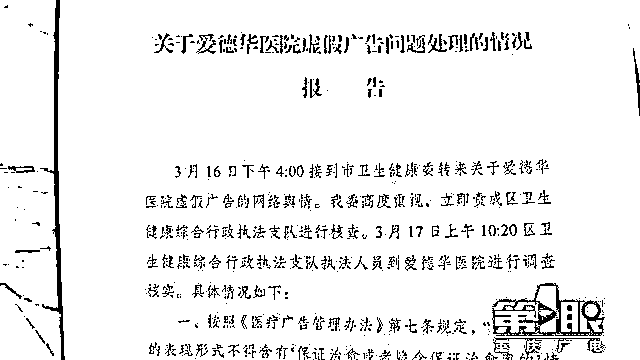 关于爱德华医院虚假广告问题处理的情况
报 告
3月16日下午4:00接到市卫生健康委转来关于爱德华
医院虚假广告的网络舆情。我委高度重视、立即责成区卫生
健康综合行政执法支队进行核查。3月17日上午10:20区卫
生健康综合行政执法支队执法人员到爱德华医院进行调查
核实。具体情况如下:
一、按照《医疗广告管理办法》第七条规定,"
的表现形式不得含有"保证治愈或者隐含保证治愈的
第1眼
重庆广电